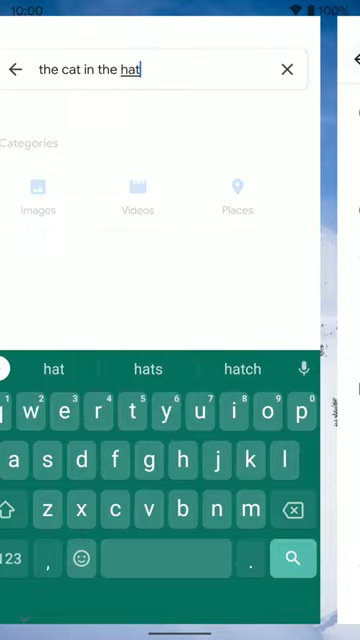 10:00
100%
the cat in the hat
Categories
Images Videos Places
hat hats hatch
1 2 3 4 5 6 7 8 9 0
q w e r t y u i o p
a s d f g h j k l
z x c v b n m
?123 , .